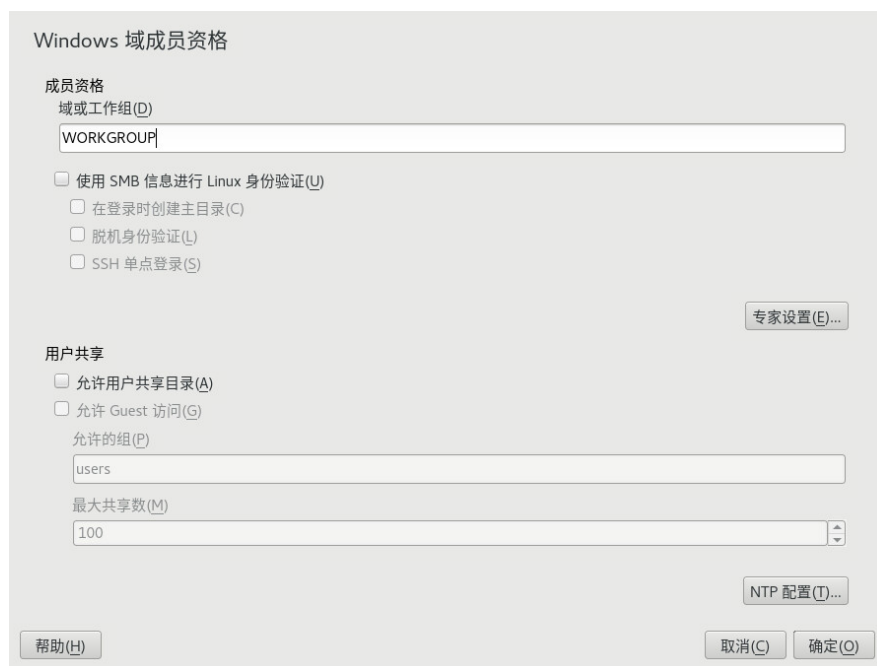 Windows 域成员资格
成员资格
域或工作组(D)
WORKGROUP
使用 SMB 信息进行 Linux 身份验证(U)
在登录时创建主目录(C)
脱机身份验证(L)
SSH 单点登录(S)
专家设置(E)...
用户共享
允许用户共享目录(A)
允许 Guest 访问(G)
允许的组(P)
users
最大共享数(M)
100
NTP 配置(T)...
帮助(H) 取消(C) 确定(O)